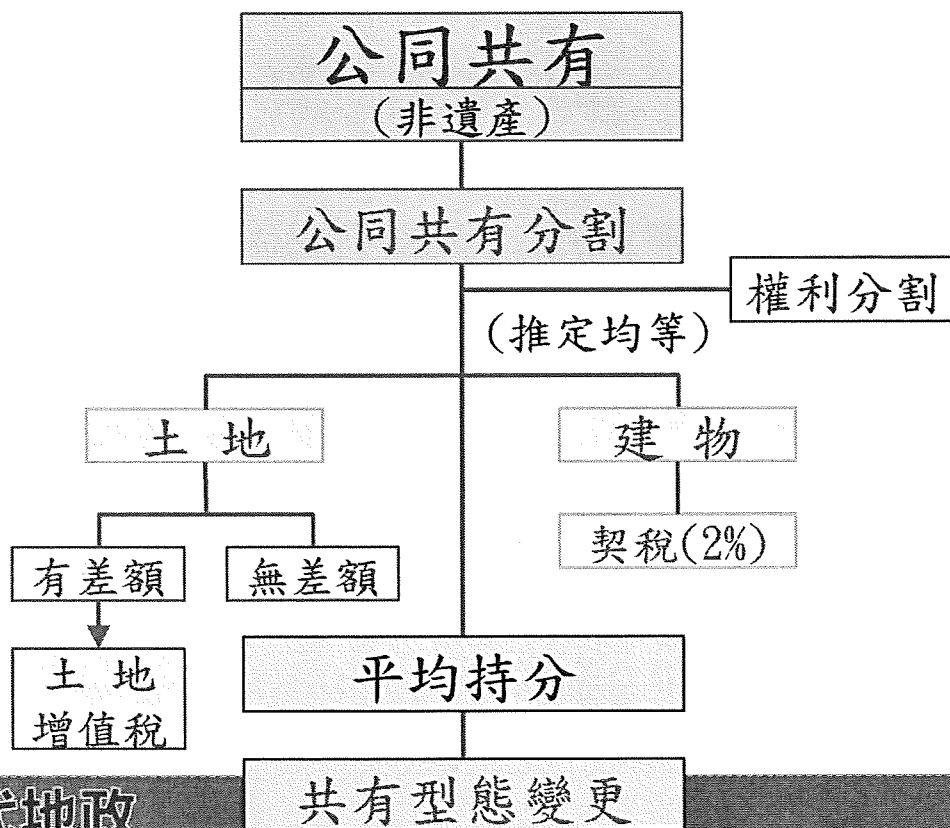 公同共有
(非遺產)
公同共有分割
權利分割
(推定均等)
土地
建物
契稅(2%)
有差額
無差額
土地
增值稅
平均持分
共有型態變更
地政